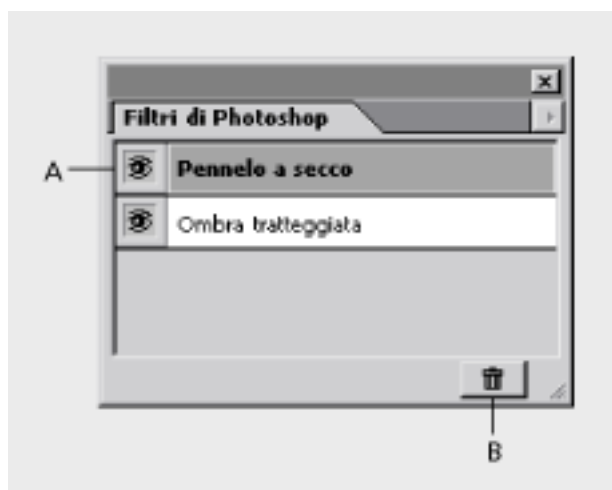 Filtri di Photoshop
A
Pennelo a secco
Ombra tratteggiata
B